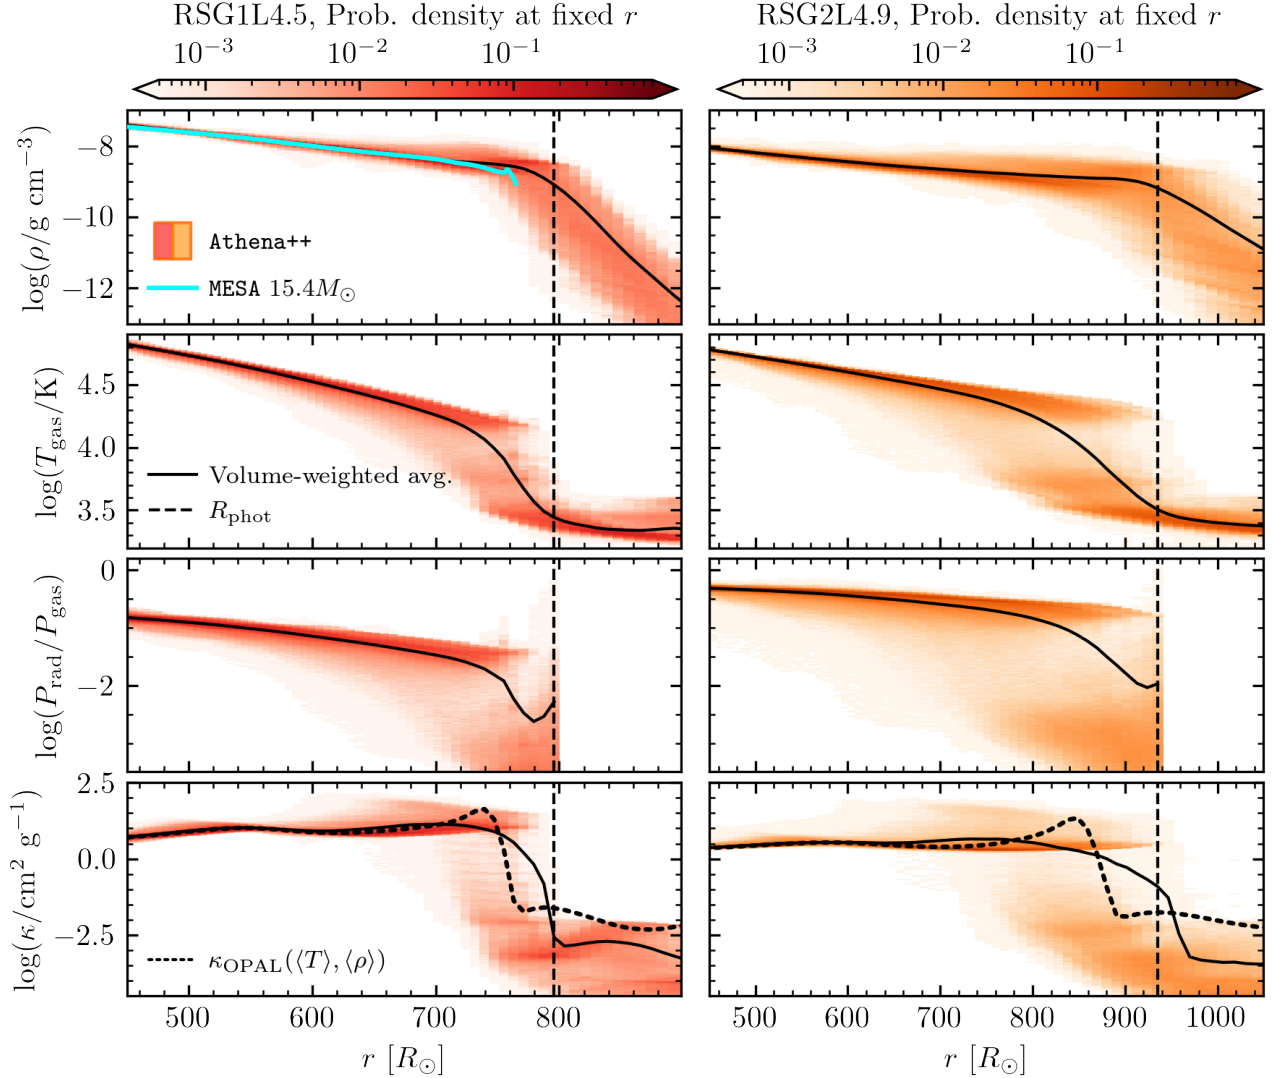 RSG1L4.5, Prob. density at fixed r
RSG2L4.9, Prob. density at fixed r
10⁻³ 10⁻² 10⁻¹
10⁻³ 10⁻² 10⁻¹
log(ρ/g cm⁻³)
−8
−10
−12
Athena++
MESA 15.4M☉
log(T_gas/K)
4.5
4.0
3.5
Volume-weighted avg.
R_phot
log(P_rad/P_gas)
0
−2
log(κ/cm² g⁻¹)
2.5
0.0
−2.5
κ_OPAL(⟨T⟩, ⟨ρ⟩)
500 600 700 800
500 600 700 800 900 1000
r [R☉]
r [R☉]